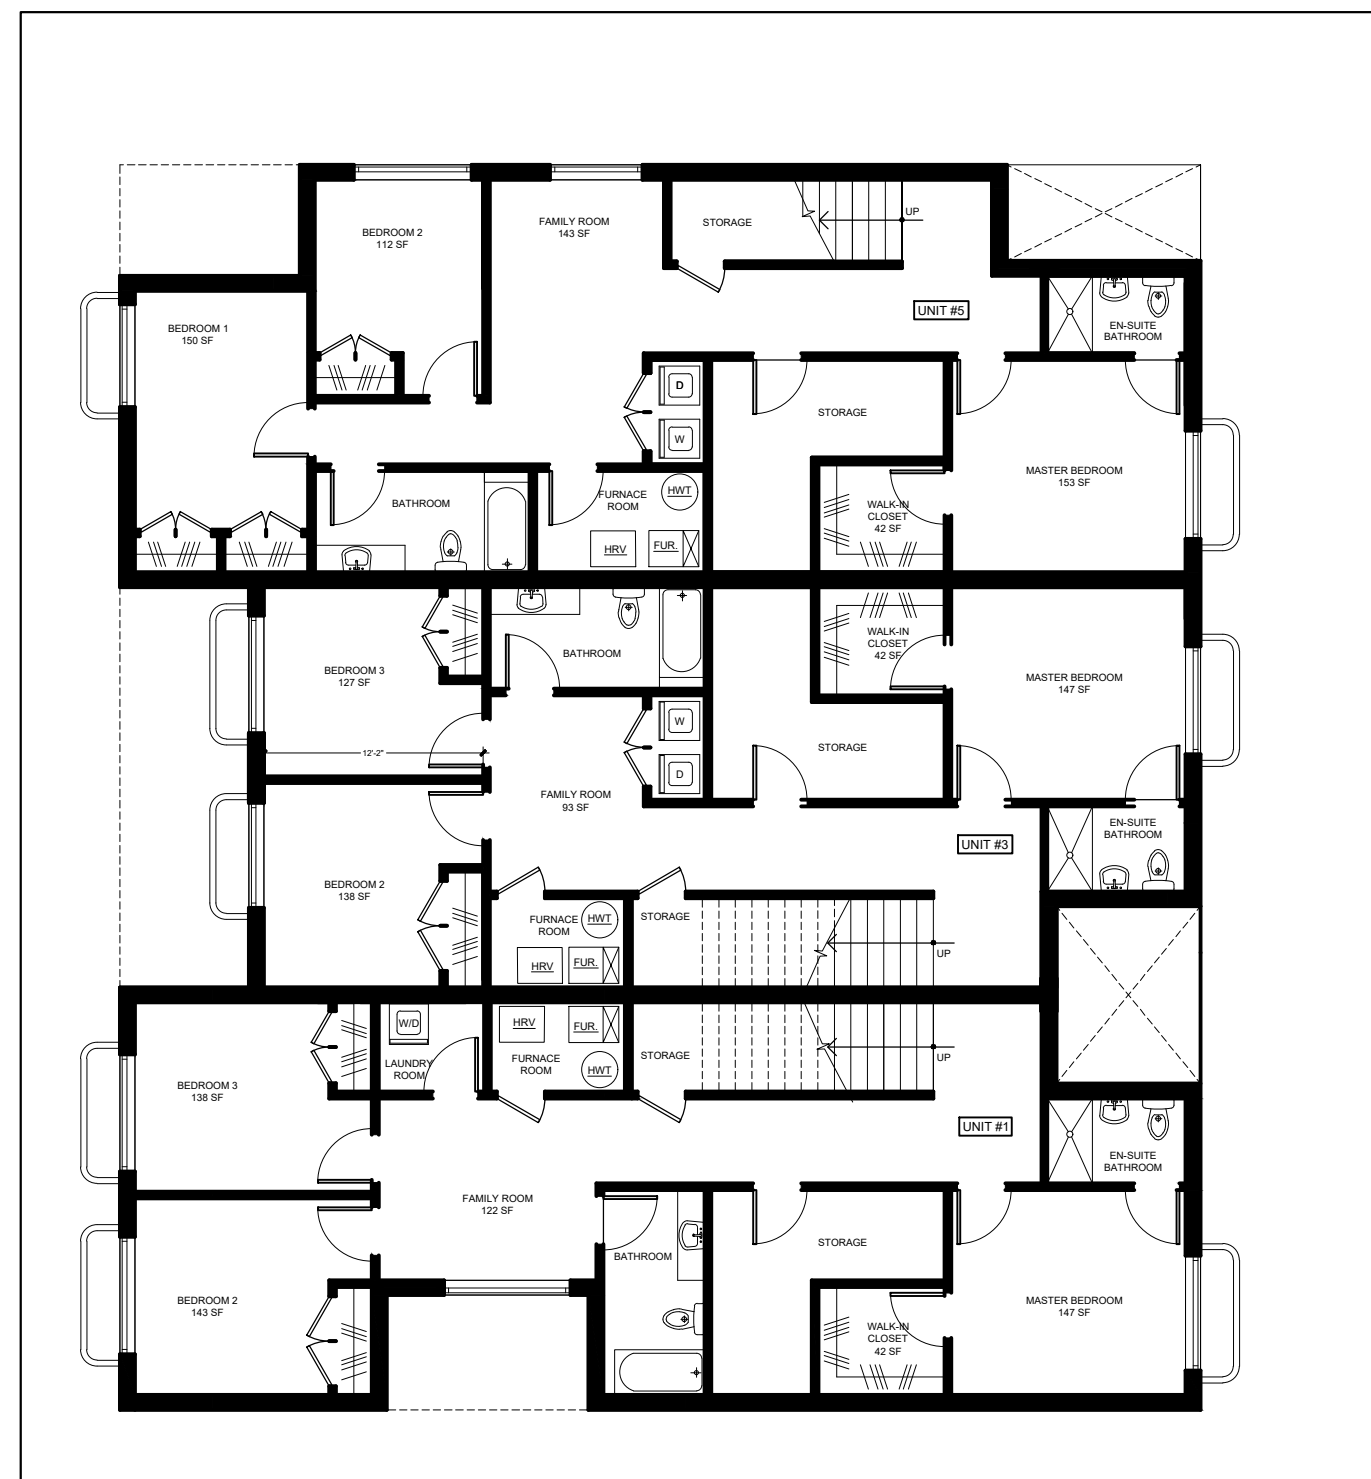 FAMILY ROOM
143 SF
STORAGE
UP
BEDROOM 2
112 SF
UNIT #5
BEDROOM 1
150 SF
EN-SUITE
BATHROOM
D
W
STORAGE
MASTER BEDROOM
153 SF
BATHROOM
FURNACE
ROOM
HWT
HRV
FUR.
WALK-IN
CLOSET
42 SF
BEDROOM 3
127 SF
BATHROOM
WALK-IN
CLOSET
42 SF
MASTER BEDROOM
147 SF
12'-2"
W
D
STORAGE
FAMILY ROOM
93 SF
EN-SUITE
BATHROOM
UNIT #3
BEDROOM 2
138 SF
FURNACE
ROOM
HWT
HRV
FUR.
STORAGE
UP
W/D
LAUNDRY
ROOM
HRV
FUR.
FURNACE
ROOM
HWT
STORAGE
UP
BEDROOM 3
138 SF
UNIT #1
EN-SUITE
BATHROOM
FAMILY ROOM
122 SF
BATHROOM
STORAGE
BEDROOM 2
143 SF
MASTER BEDROOM
147 SF
WALK-IN
CLOSET
42 SF